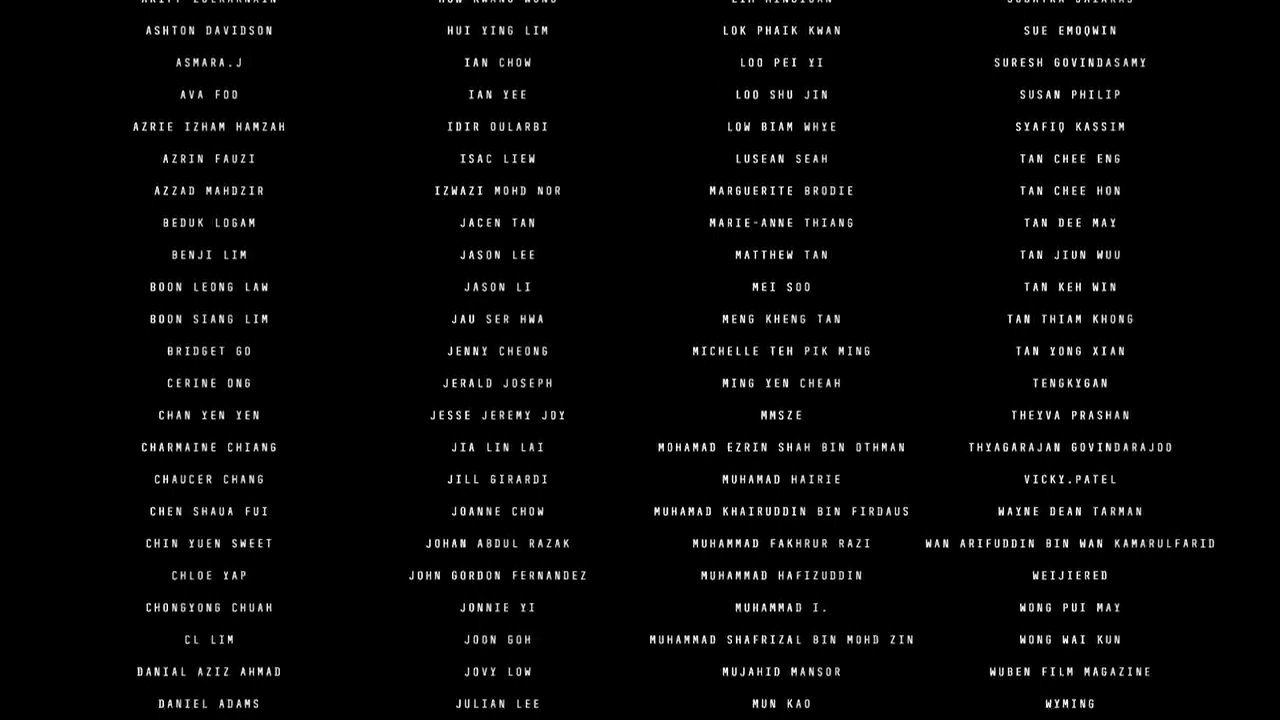 ASHTON DAVIDSON
ASMARA.J
AVA FOO
AZRIE IZHAM HAMZAH
AZRIN FAUZI
AZZAD MAHDZIR
BEDUK LOGAM
BENJI LIM
BOON LEONG LAW
BOON SIANG LIM
BRIDGET GO
CERINE ONG
CHAN YEN YEN
CHARMAINE CHIANG
CHAUCER CHANG
CHEN SHAUA FUI
CHIN YUEN SWEET
CHLOE YAP
CHONGYONG CHUAH
CL LIM
DANIAL AZIZ AHMAD
DANIEL ADAMS
HUI YING LIM
IAN CHOW
IAN YEE
IDIR OULARBI
ISAC LIEW
IZWAZI MOHD NOR
JACEN TAN
JASON LEE
JASON LI
JAU SER HWA
JENNY CHEONG
JERALD JOSEPH
JESSE JEREMY JOY
JIA LIN LAI
JILL GIRARDI
JOANNE CHOW
JOHAN ABDUL RAZAK
JOHN GORDON FERNANDEZ
JONNIE YI
JOON GOH
JOVY LOW
JULIAN LEE
LOK PHAIK KWAN
LOO PEI YI
LOO SHU JIN
LOW BIAM WHYE
LUSEAN SEAH
MARGUERITE BRODIE
MARIE-ANNE THIANG
MATTHEW TAN
MEI SOO
MENG KHENG TAN
MICHELLE TEH PIK MING
MING YEN CHEAH
MMSZE
MOHAMAD EZRIN SHAH BIN OTHMAN
MUHAMAD HAIRIE
MUHAMAD KHAIRUDDIN BIN FIRDAUS
MUHAMMAD FAKHRUR RAZI
MUHAMMAD HAFIZUDDIN
MUHAMMAD I.
MUHAMMAD SHAFRIZAL BIN MOHD ZIN
MUJAHID MANSOR
MUN KAO
SUE EMOQWIN
SURESH GOVINDASAMY
SUSAN PHILIP
SYAFIQ KASSIM
TAN CHEE ENG
TAN CHEE HON
TAN DEE MAY
TAN JIUN WUU
TAN KEH WIN
TAN THIAM KHONG
TAN YONG XIAN
TENGKYGAN
THEYVA PRASHAN
THYAGARAJAN GOVINDARAJOO
VICKY.PATEL
WAYNE DEAN TARMAN
WAN ARIFUDDIN BIN WAN KAMARULFARID
WEIJIERED
WONG PUI MAY
WONG WAI KUN
WUBEN FILM MAGAZINE
WYMING